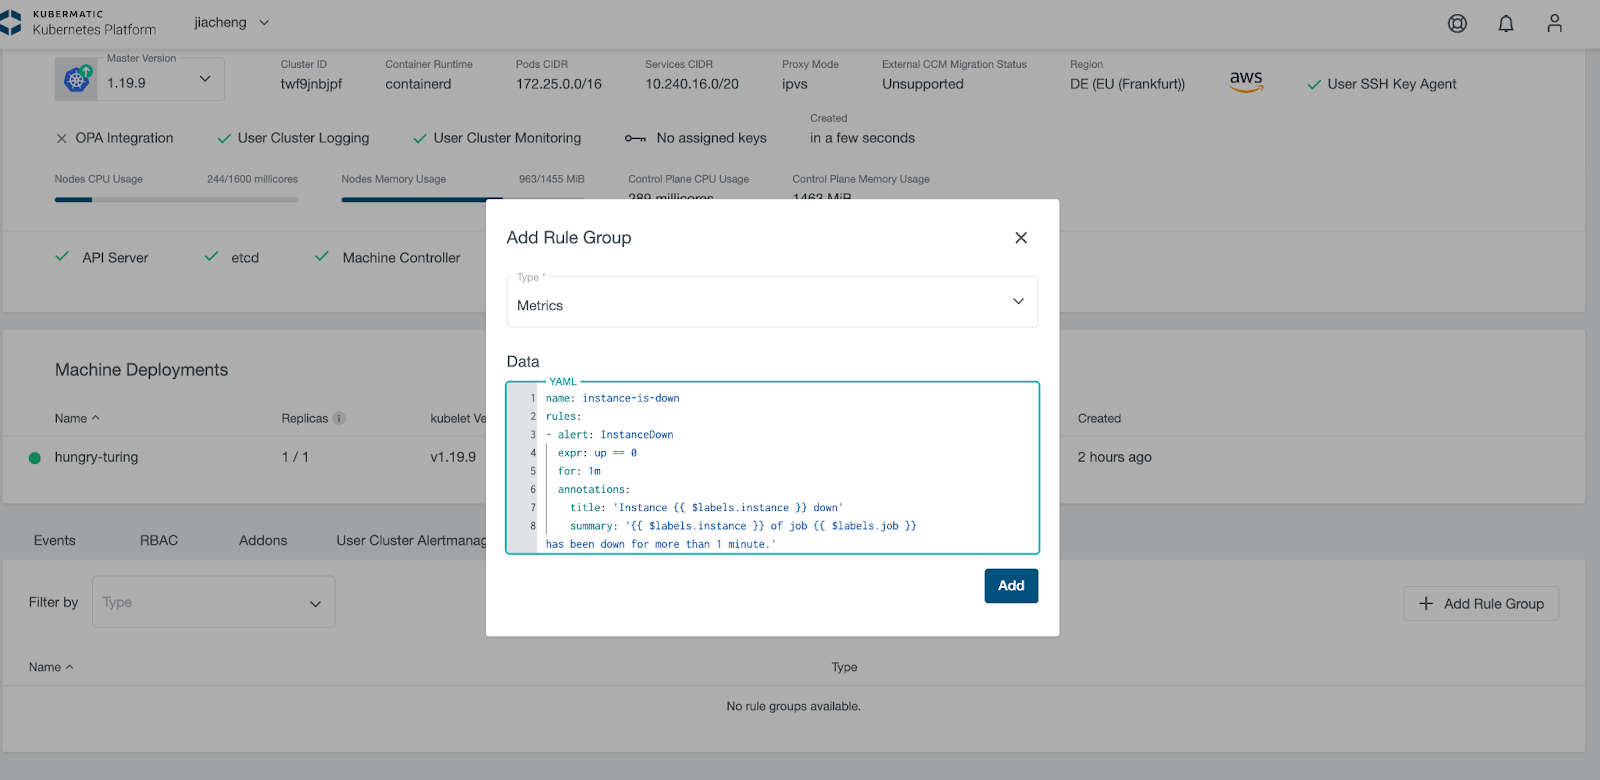 KUBERMATIC
Kubernetes Platform
jiacheng
Master Version
1.19.9
Cluster ID
twf9jnbjpf
Container Runtime
containerd
Pods CIDR
172.25.0.0/16
Services CIDR
10.240.16.0/20
Proxy Mode
ipvs
External CCM Migration Status
Unsupported
Region
DE (EU (Frankfurt))
aws
User SSH Key Agent
OPA Integration
User Cluster Logging
User Cluster Monitoring
No assigned keys
Created
in a few seconds
Nodes CPU Usage
244/1600 millicores
Nodes Memory Usage
963/1455 MiB
Control Plane CPU Usage
289 millicores
Control Plane Memory Usage
1463 MiB
API Server
etcd
Machine Controller
Add Rule Group
Type *
Metrics
Data
YAML
1 name: instance-is-down
2 rules:
3 - alert: InstanceDown
4 expr: up == 0
5 for: 1m
6 annotations:
7 title: 'Instance {{ $labels.instance }} down'
8 summary: '{{ $labels.instance }} of job {{ $labels.job }}
has been down for more than 1 minute.'
Add
Machine Deployments
Name
Replicas
kubelet Ve
Created
hungry-turing
1 / 1
v1.19.9
2 hours ago
Events
RBAC
Addons
User Cluster Alertmanag
Filter by
Type
Add Rule Group
Name
Type
No rule groups available.